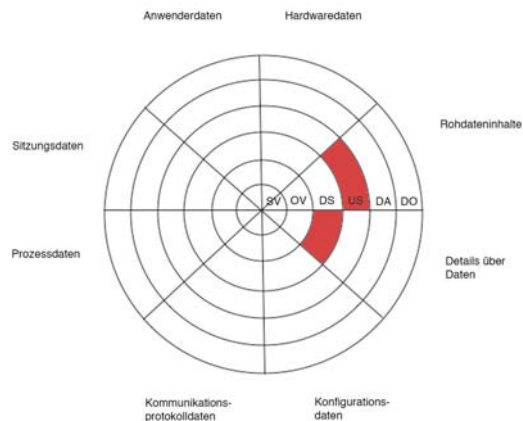 Anwenderdaten
Hardwaredaten
Rohdateninhalte
Sitzungsdaten
SV OV DS US DA DO
Prozessdaten
Details über
Daten
Kommunikations-
protokolldaten
Konfigurations-
daten